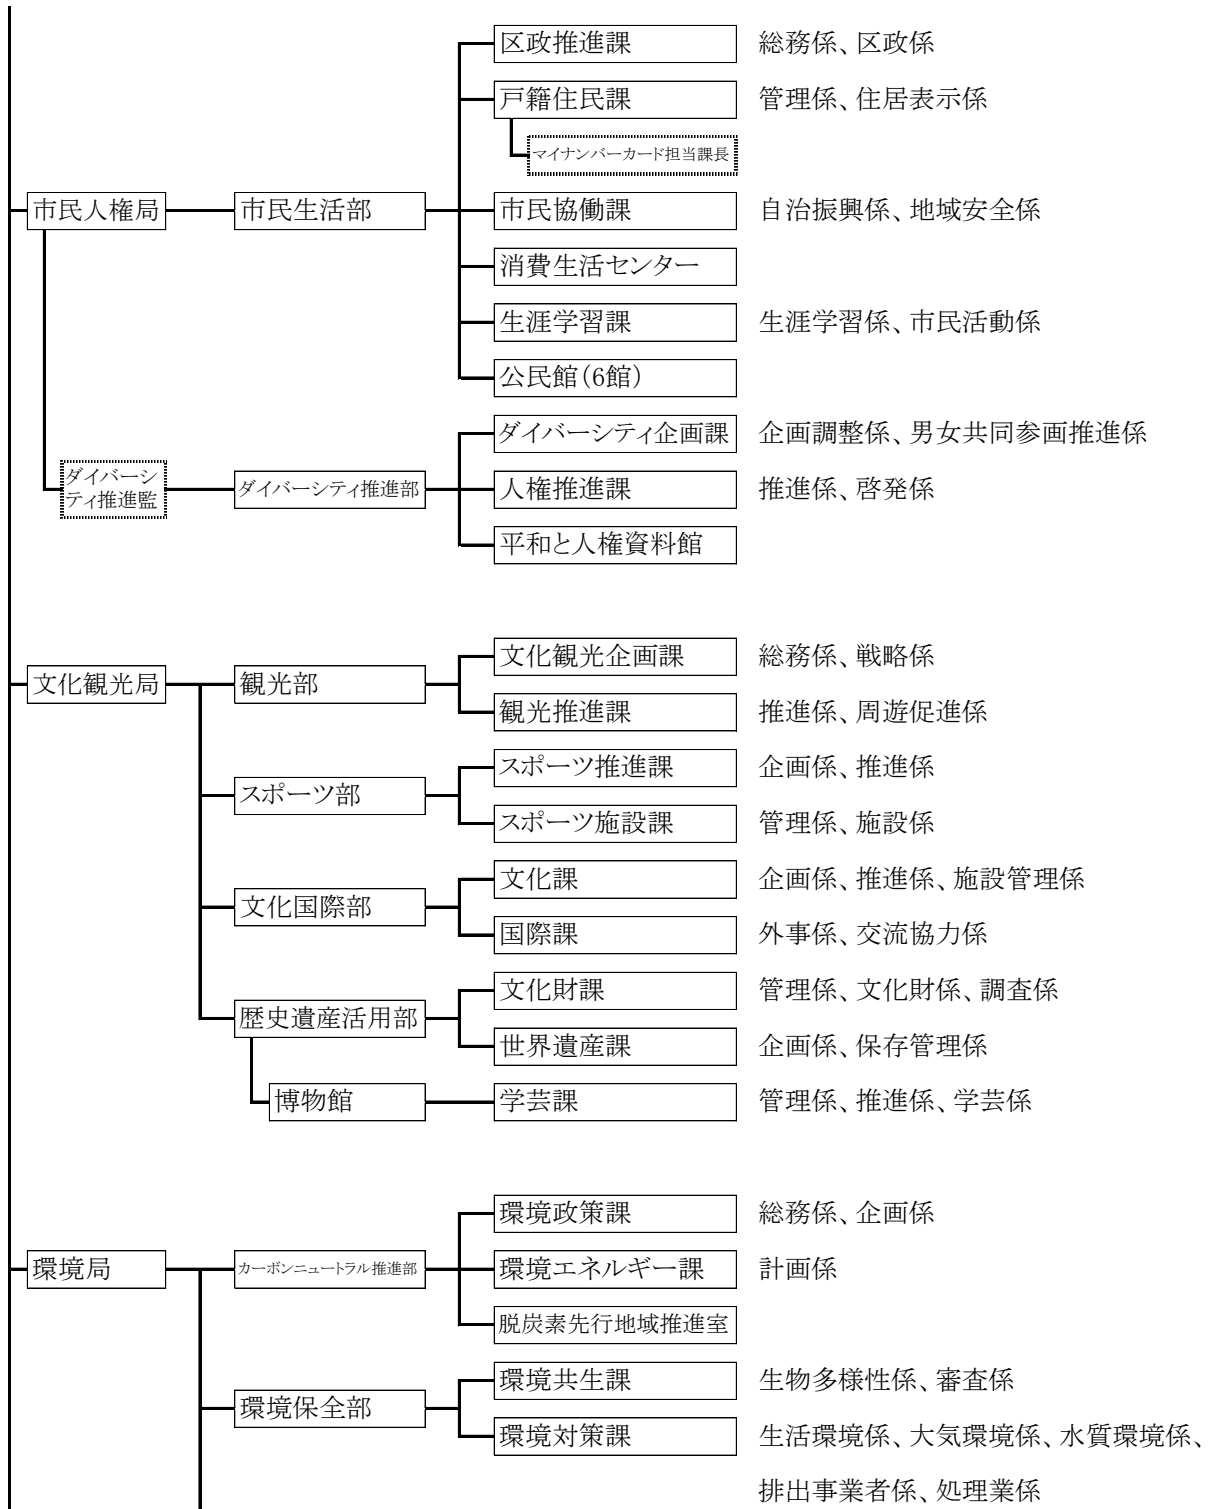 区政推進課 総務係、区政係
戸籍住民課 管理係、住居表示係
マイナンバーカード担当課長
市民人権局 市民生活部 市民協働課 自治振興係、地域安全係
消費生活センター
生涯学習課 生涯学習係、市民活動係
公民館(6館)
ダイバーシティ企画課 企画調整係、男女共同参画推進係
ダイバーシ
ティ推進監 ダイバーシティ推進部 人権推進課 推進係、啓発係
平和と人権資料館
文化観光企画課 総務係、戦略係
文化観光局 観光部
観光推進課 推進係、周遊促進係
スポーツ推進課 企画係、推進係
スポーツ部
スポーツ施設課 管理係、施設係
文化課 企画係、推進係、施設管理係
文化国際部
国際課 外事係、交流協力係
文化財課 管理係、文化財係、調査係
歴史遺産活用部
世界遺産課 企画係、保存管理係
博物館 学芸課 管理係、推進係、学芸係
環境政策課 総務係、企画係
環境局 カーボンニュートラル推進部 環境エネルギー課 計画係
脱炭素先行地域推進室
環境共生課 生物多様性係、審査係
環境保全部
環境対策課 生活環境係、大気環境係、水質環境係、
排出事業者係、処理業係